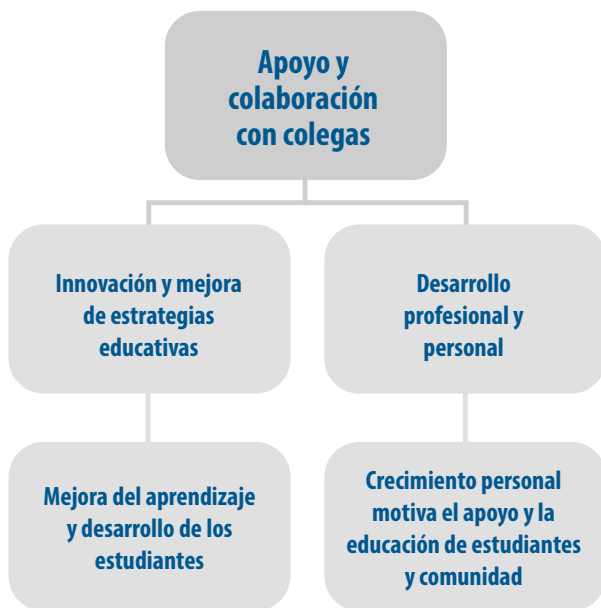 Apoyo y
colaboración
con colegas
Innovación y mejora
de estrategias
educativas
Desarrollo
profesional y
personal
Mejora del aprendizaje
y desarrollo de los
estudiantes
Crecimiento personal
motiva el apoyo y la
educación de estudiantes
y comunidad